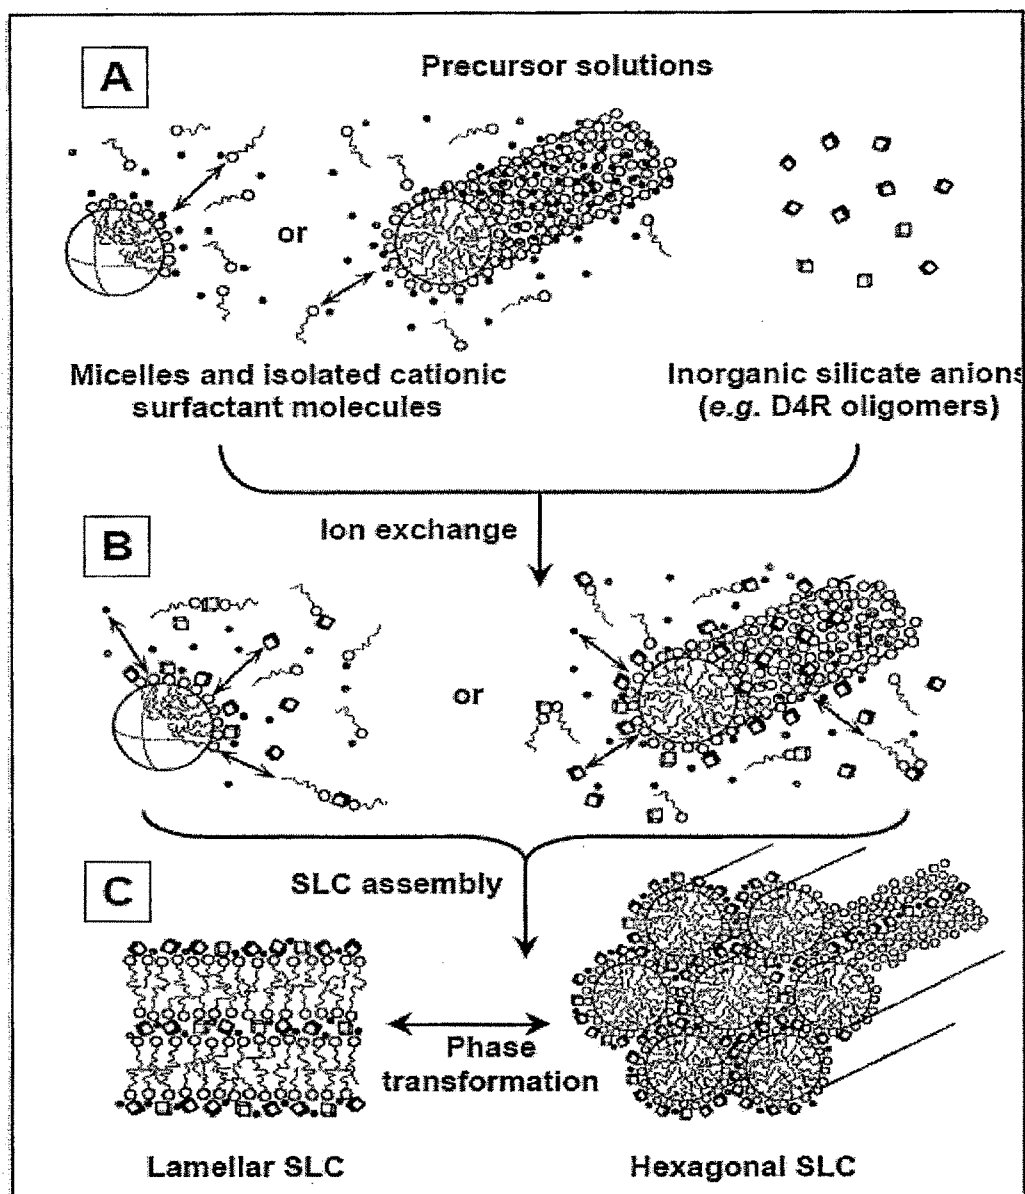 A
Precursor solutions
or
Micelles and isolated cationic
surfactant molecules
Inorganic silicate anions
(e.g. D4R oligomers)
Ion exchange
B
or
SLC assembly
C
Phase
transformation
Lamellar SLC
Hexagonal SLC